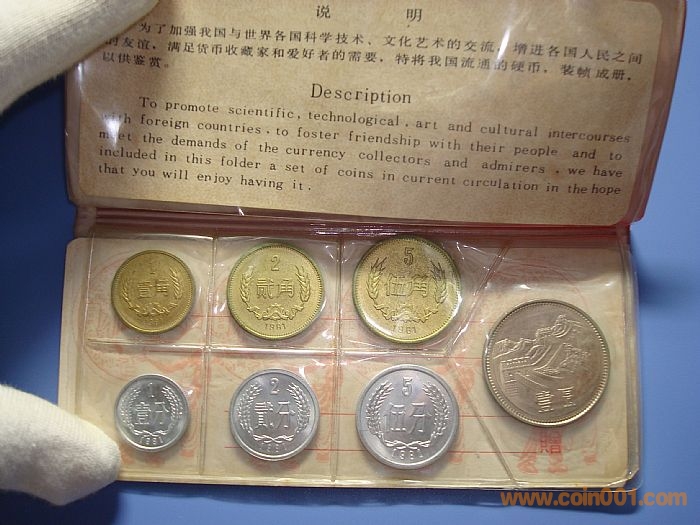 说 明
为了加强我国与世界各国科学技术、文化艺术的交流，增进各国人民之间
的友谊，满足货币收藏家和爱好者的需要，特将我国流通的硬币，装帧成册，
以供鉴赏。
Description
To promote scientific, technological, art and cultural intercourses
with foreign countries, to foster friendship with their people and to
meet the demands of the currency collectors and admirers, we have
included in this folder a set of coins in current circulation in the hope
that you will enjoy having it.
1
壹角
2
贰角
1981
5
伍角
1981
壹圆
1
壹分
1981
2
贰分
1981
5
伍分
1981
赠
www.coin001.com